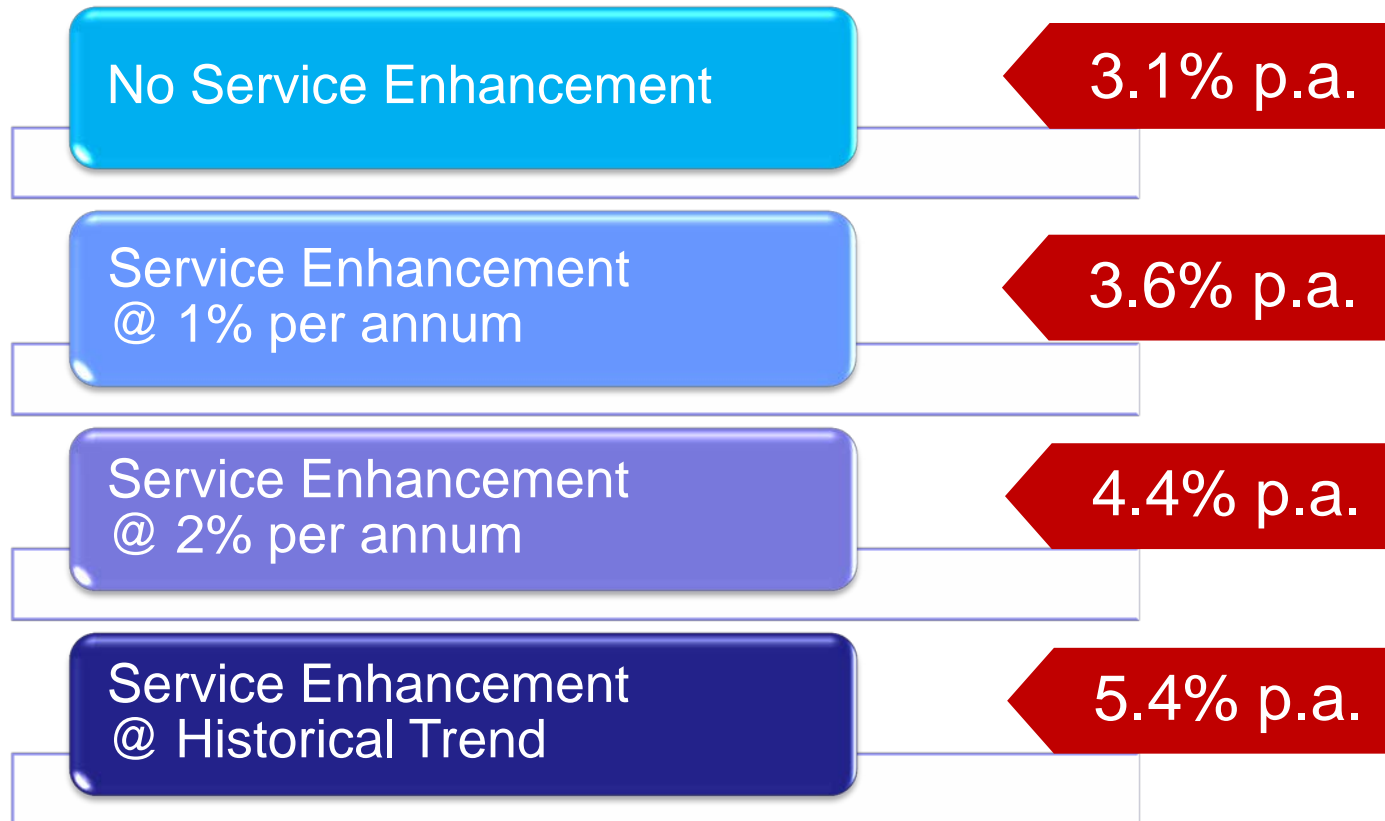 No Service Enhancement
3.1% p.a.
Service Enhancement
@ 1% per annum
3.6% p.a.
Service Enhancement
@ 2% per annum
4.4% p.a.
Service Enhancement
@ Historical Trend
5.4% p.a.